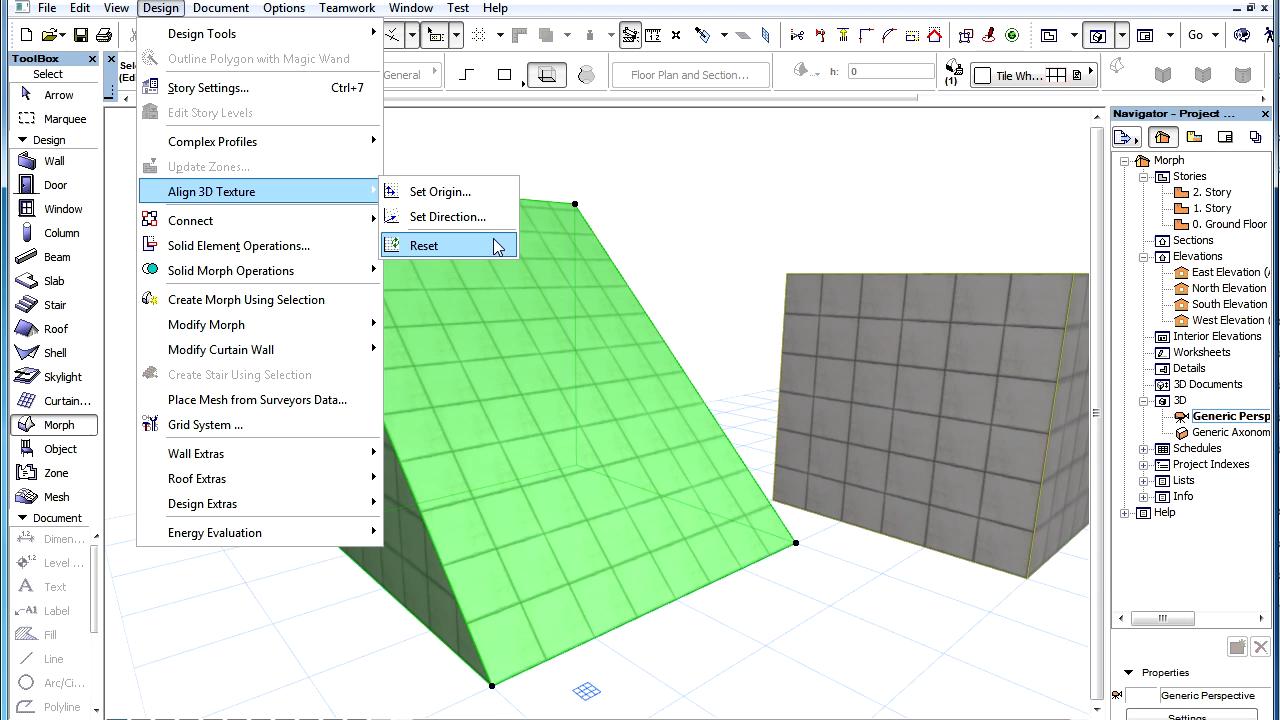 File Edit View Design Document Options Teamwork Window Test Help
ToolBox
Select
Arrow
Marquee
Design
Wall
Door
Window
Column
Beam
Slab
Stair
Roof
Shell
Skylight
Curtain...
Morph
Object
Zone
Mesh
Document
Dimen...
Level ...
Text
Label
Fill
Line
Arc/Ci...
Polyline
Design Tools
Outline Polygon with Magic Wand
Story Settings... Ctrl+7
Edit Story Levels
Complex Profiles
Update Zones...
Align 3D Texture
Connect
Solid Element Operations...
Solid Morph Operations
Create Morph Using Selection
Modify Morph
Modify Curtain Wall
Create Stair Using Selection
Place Mesh from Surveyors Data...
Grid System ...
Wall Extras
Roof Extras
Design Extras
Energy Evaluation
Set Origin...
Set Direction...
Reset
Go
General
Floor Plan and Section...
h: 0
(1)
Tile Wh...
Navigator - Project ...
Morph
Stories
2. Story
1. Story
0. Ground Floor
Sections
Elevations
East Elevation (
North Elevation
South Elevation
West Elevation (
Interior Elevations
Worksheets
Details
3D Documents
3D
Generic Persp
Generic Axonom
Schedules
Project Indexes
Lists
Info
Help
Properties
Generic Perspective
Settings...